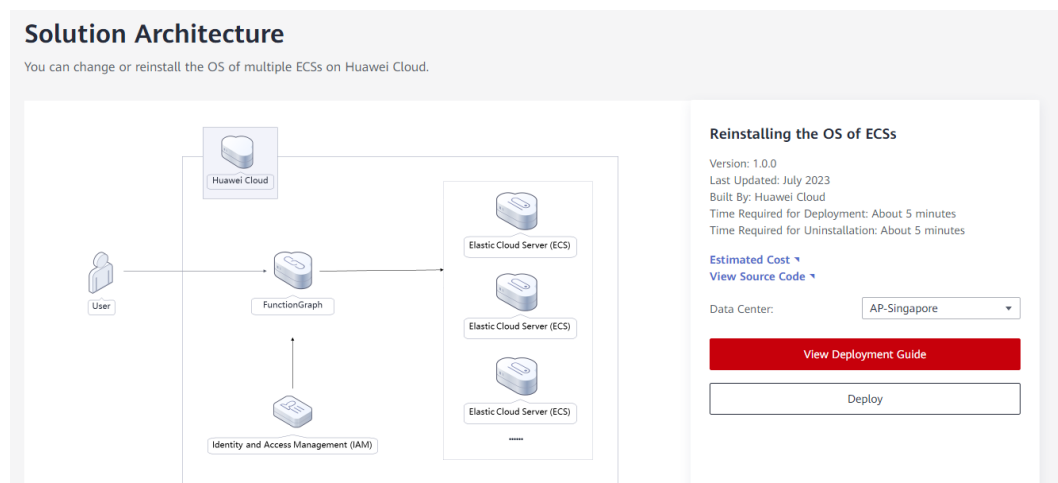 Solution Architecture
You can change or reinstall the OS of multiple ECSs on Huawei Cloud.
Huawei Cloud
User
FunctionGraph
Identity and Access Management (IAM)
Elastic Cloud Server (ECS)
Elastic Cloud Server (ECS)
Elastic Cloud Server (ECS)
......
Reinstalling the OS of ECSs
Version: 1.0.0
Last Updated: July 2023
Built By: Huawei Cloud
Time Required for Deployment: About 5 minutes
Time Required for Uninstallation: About 5 minutes
Estimated Cost
View Source Code
Data Center: AP-Singapore
View Deployment Guide
Deploy